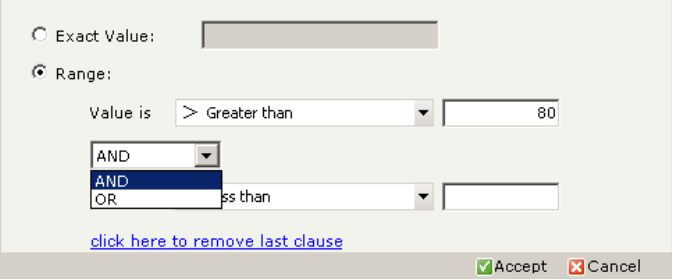 Exact Value:
Range:
Value is > Greater than 80
AND
AND
OR
ss than
click here to remove last clause
Accept Cancel